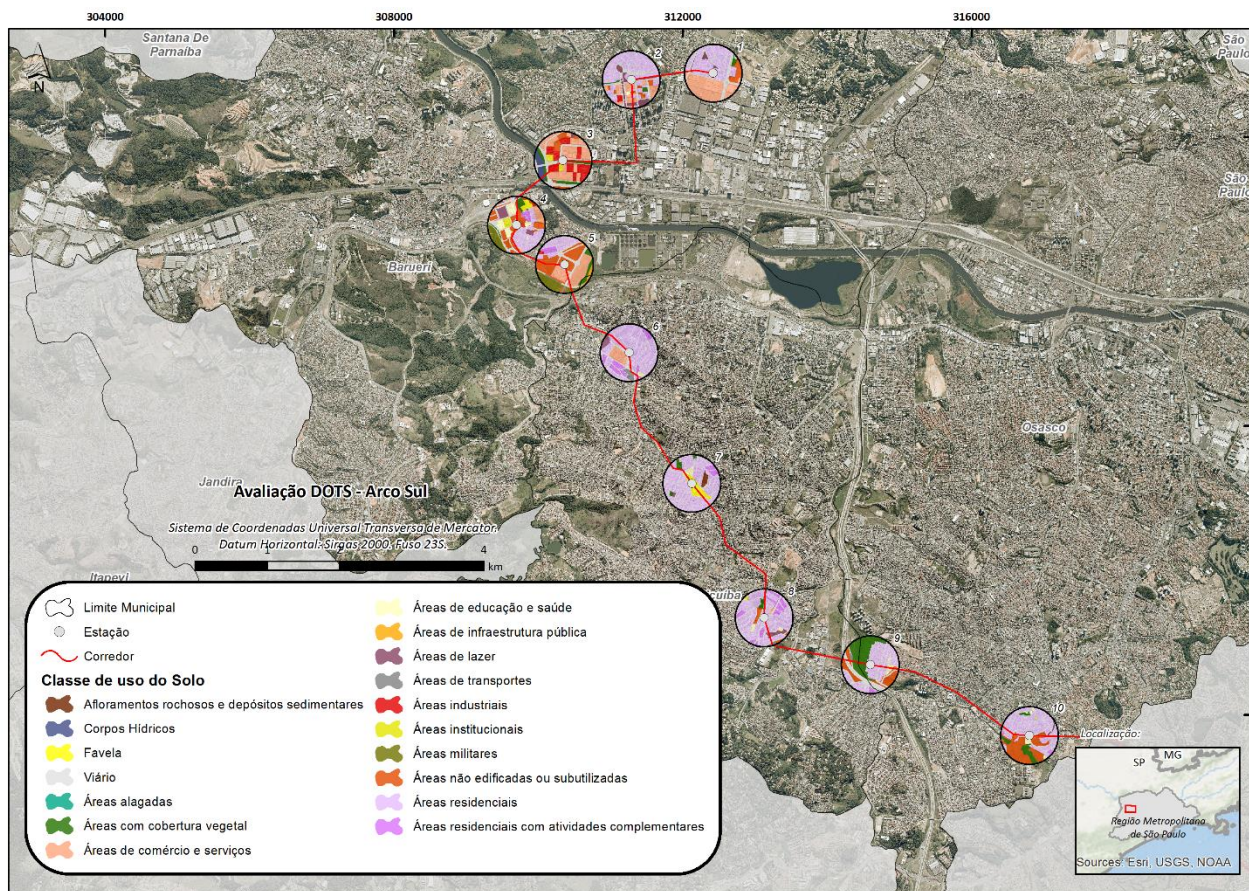 304000
308000
312000
316000
Santana De
Parnaíba
São
Paulo
N
1
2
3
São
Paulo
4
5
Barueri
6
Osasco
7
Jandira
Avaliação DOTS - Arco Sul
Sistema de Coordenadas Universal Transversa de Mercator.
Datum Horizontal: Sirgas 2000. Fuso 23S.
0
4
km
Itapevi
8
9
10
Limite Municipal
Estação
Corredor
Classe de uso do Solo
Afloramentos rochosos e depósitos sedimentares
Corpos Hídricos
Favela
Viário
Áreas alagadas
Áreas com cobertura vegetal
Áreas de comércio e serviços
Áreas de educação e saúde
Áreas de infraestrutura pública
Áreas de lazer
Áreas de transportes
Áreas industriais
Áreas institucionais
Áreas militares
Áreas não edificadas ou subutilizadas
Áreas residenciais
Áreas residenciais com atividades complementares
Localização:
SP
MG
Região Metropolitana
de São Paulo
Sources: Esri, USGS, NOAA